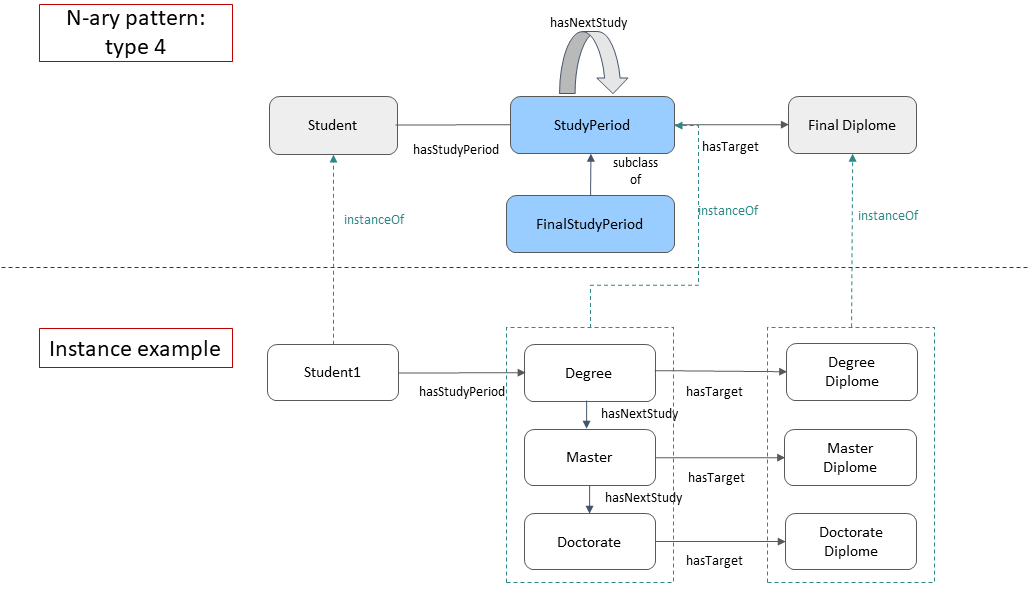 N-ary pattern:
type 4
hasNextStudy
Student
StudyPeriod
Final Diplome
hasStudyPeriod
hasTarget
subclass
of
FinalStudyPeriod
instanceOf
instanceOf
instanceOf
Instance example
Student1
hasStudyPeriod
Degree
hasTarget
Degree
Diplome
hasNextStudy
Master
hasTarget
Master
Diplome
hasNextStudy
Doctorate
hasTarget
Doctorate
Diplome